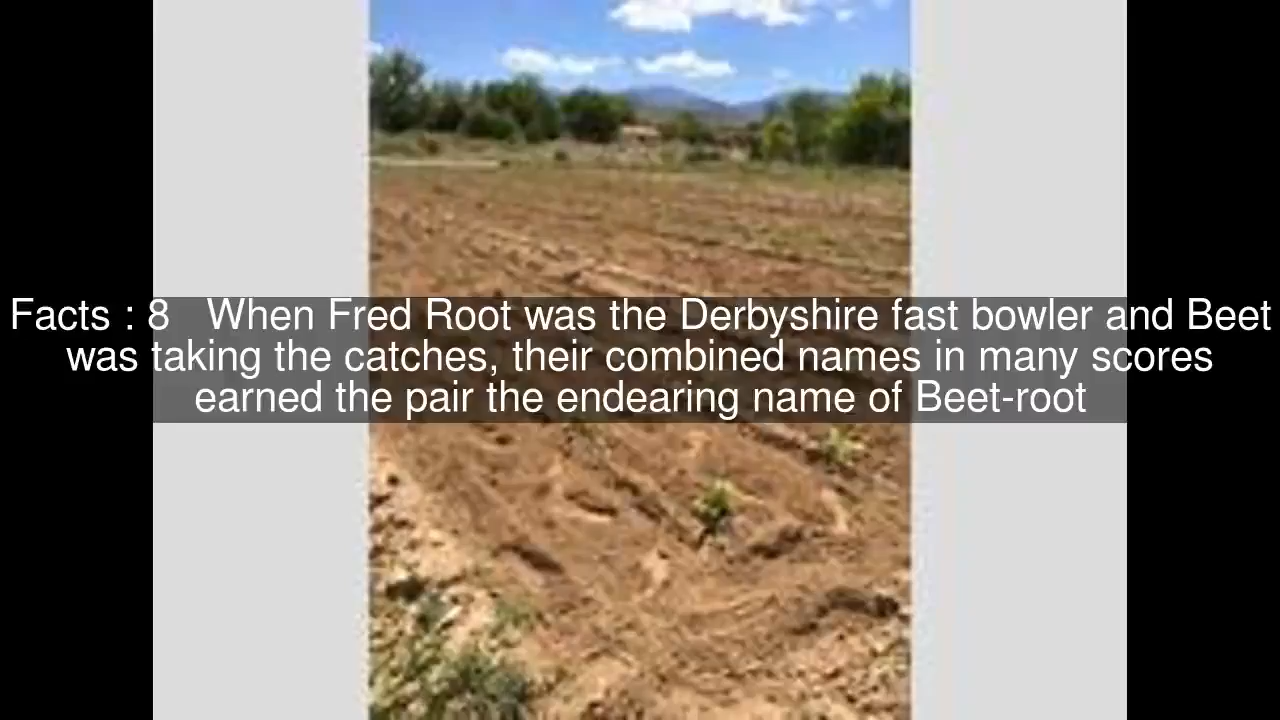 Facts : 8   When Fred Root was the Derbyshire fast bowler and Beet
was taking the catches, their combined names in many scores
earned the pair the endearing name of Beet-root